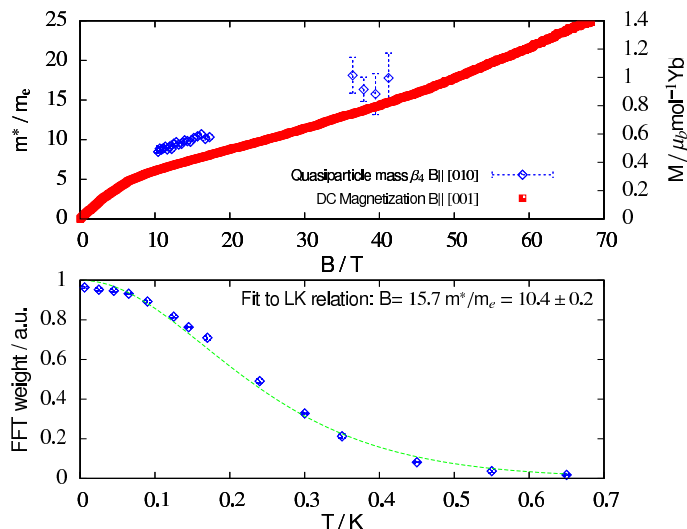 25
20
15
10
5
0
m* / mₑ
1.4
1.2
1
0.8
0.6
0.4
0.2
0
M / μ_b mol⁻¹Yb
Quasiparticle mass β₄ B|| [010]
DC Magnetization B|| [001]
10 20 30 40 50 60 70
B / T
1
0.8
0.6
0.4
0.2
0
FFT weight / a.u.
Fit to LK relation: B= 15.7 m*/mₑ = 10.4 ± 0.2
0 0.1 0.2 0.3 0.4 0.5 0.6 0.7
T / K